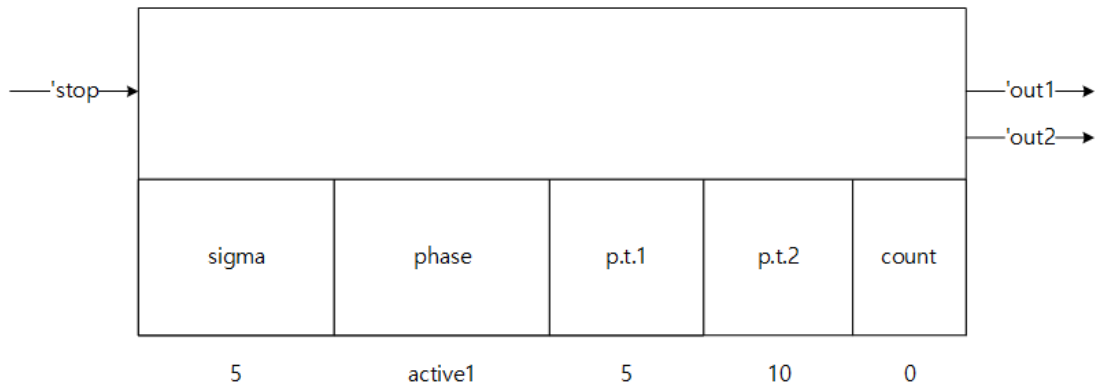 'stop
'out1
'out2
sigma phase p.t.1 p.t.2 count
5 active1 5 10 0